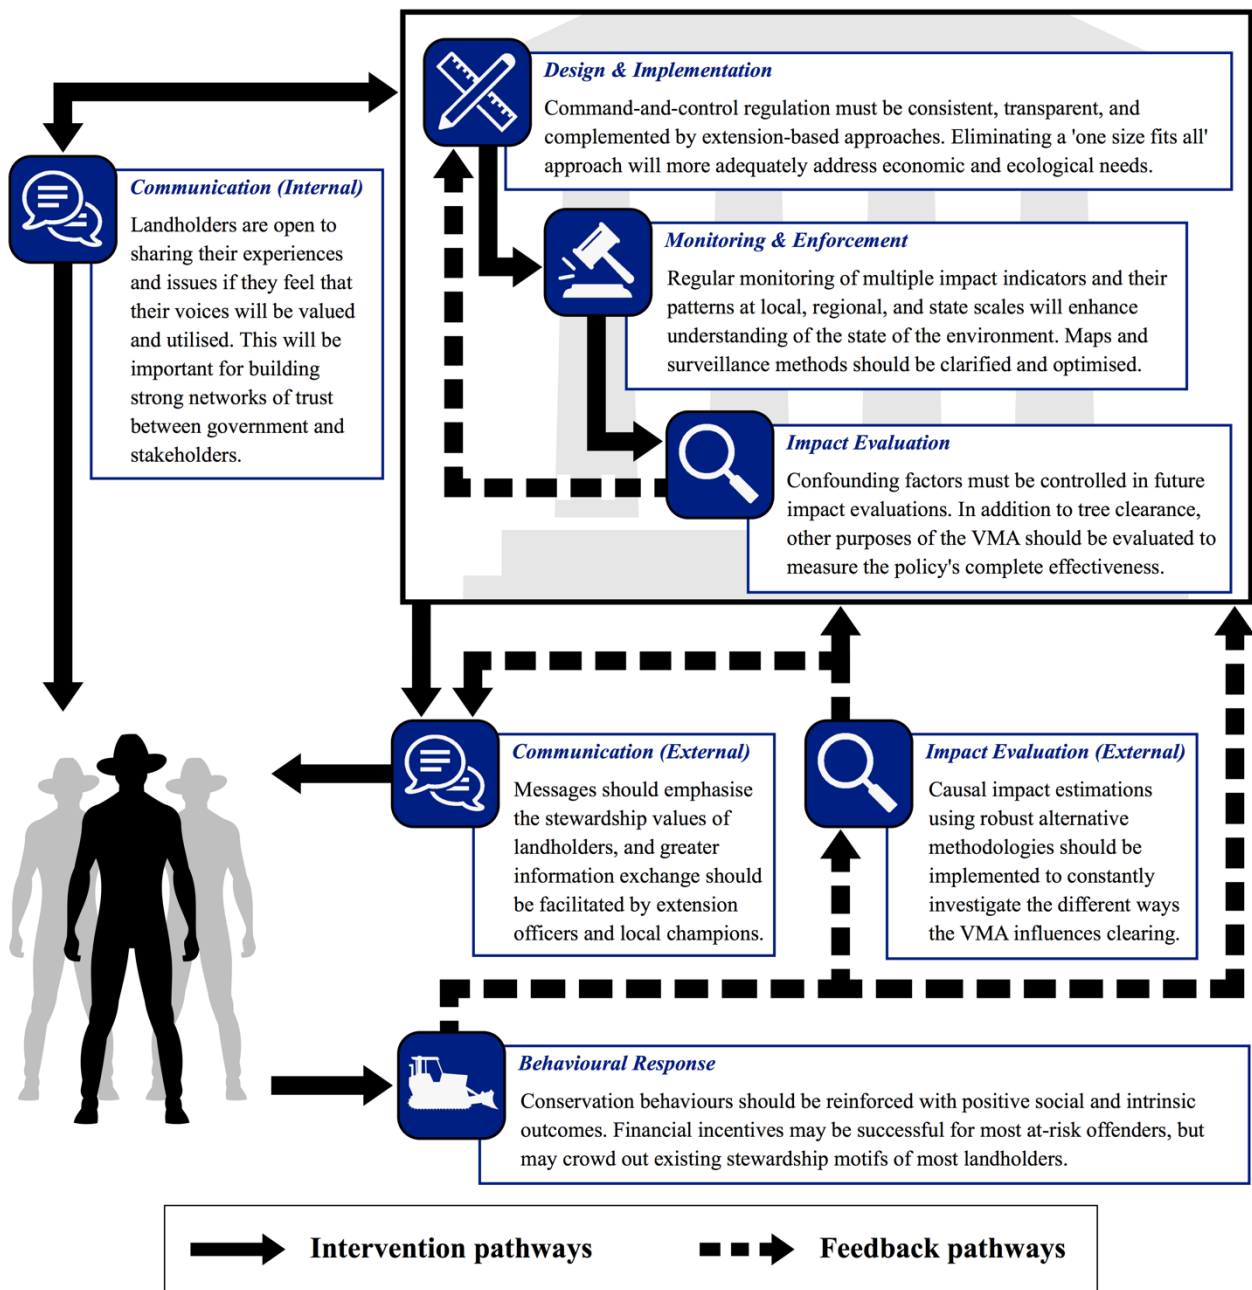 Design & Implementation
Command-and-control regulation must be consistent, transparent, and
complemented by extension-based approaches. Eliminating a 'one size fits all'
approach will more adequately address economic and ecological needs.
Communication (Internal)
Landholders are open to
sharing their experiences
and issues if they feel that
their voices will be valued
and utilised. This will be
important for building
strong networks of trust
between government and
stakeholders.
Monitoring & Enforcement
Regular monitoring of multiple impact indicators and their
patterns at local, regional, and state scales will enhance
understanding of the state of the environment. Maps and
surveillance methods should be clarified and optimised.
Impact Evaluation
Confounding factors must be controlled in future
impact evaluations. In addition to tree clearance,
other purposes of the VMA should be evaluated to
measure the policy's complete effectiveness.
Communication (External)
Messages should emphasise
the stewardship values of
landholders, and greater
information exchange should
be facilitated by extension
officers and local champions.
Impact Evaluation (External)
Causal impact estimations
using robust alternative
methodologies should be
implemented to constantly
investigate the different ways
the VMA influences clearing.
Behavioural Response
Conservation behaviours should be reinforced with positive social and intrinsic
outcomes. Financial incentives may be successful for most at-risk offenders, but
may crowd out existing stewardship motifs of most landholders.
Intervention pathways
Feedback pathways